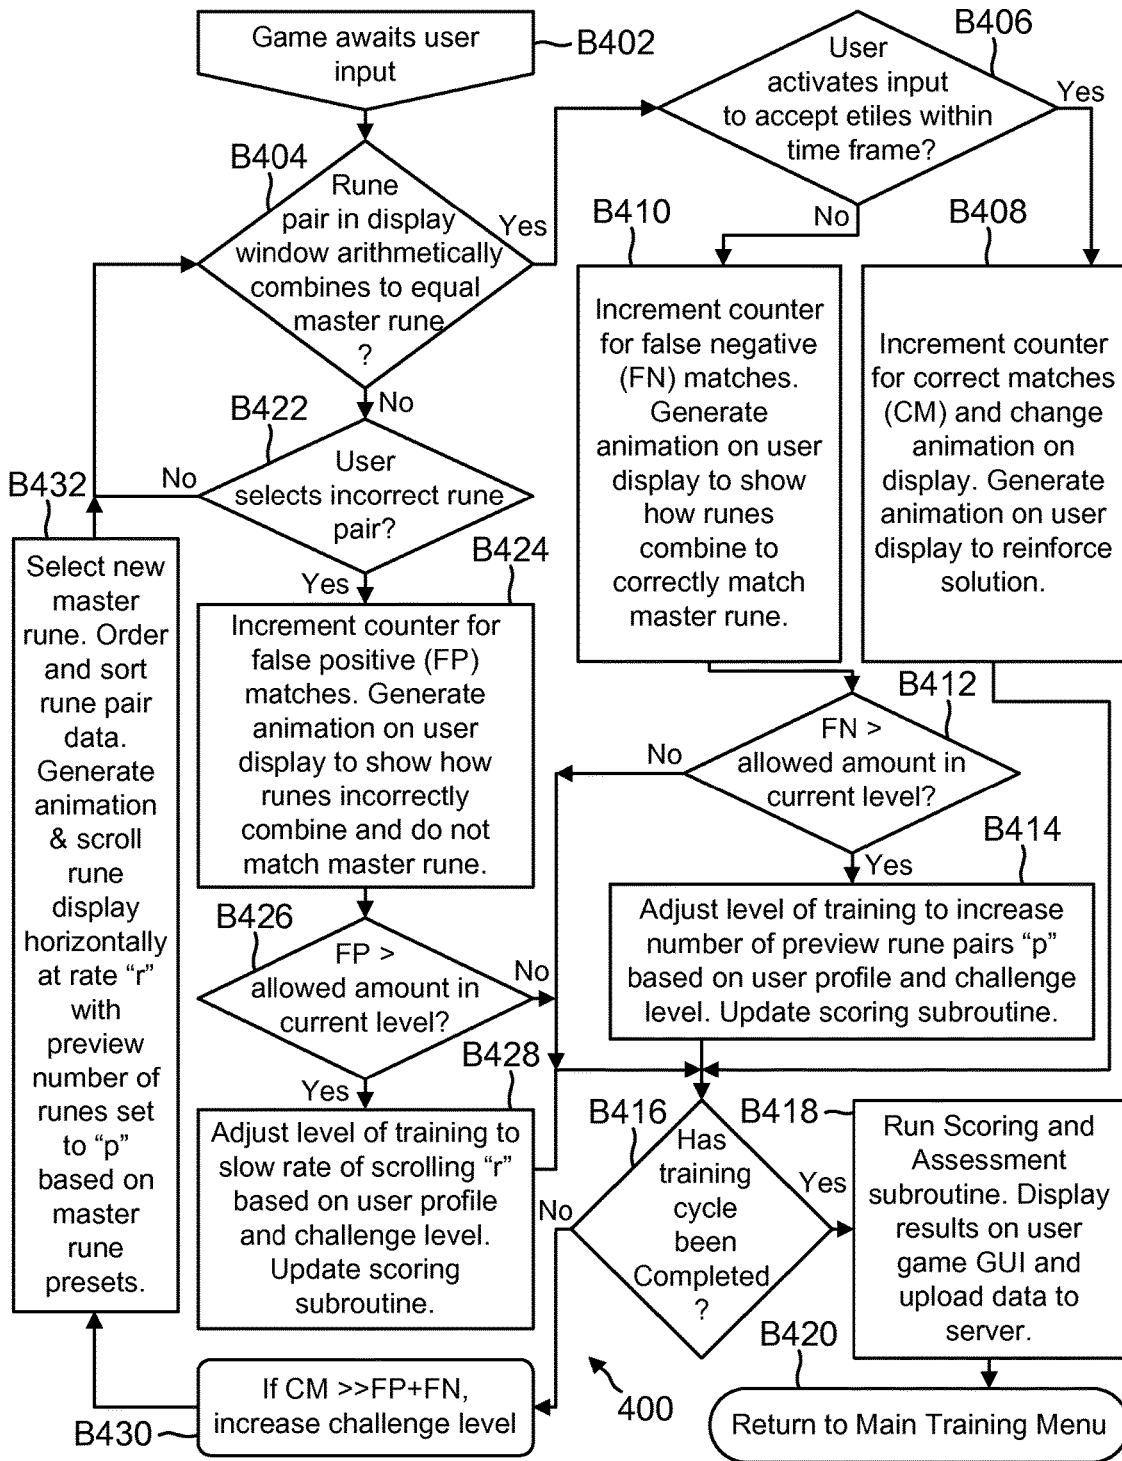 Game awaits user
input
B402
B404
Rune
pair in display
window arithmetically
combines to equal
master rune
?
Yes
No
B406
User
activates input
to accept etiles within
time frame?
Yes
No
B410
Increment counter
for false negative
(FN) matches.
Generate
animation on user
display to show
how runes
combine to
correctly match
master rune.
B408
Increment counter
for correct matches
(CM) and change
animation on
display. Generate
animation on user
display to reinforce
solution.
B422
User
selects incorrect rune
pair?
No
Yes
B432
Select new
master
rune. Order
and sort
rune pair
data.
Generate
animation
& scroll
rune
display
horizontally
at rate “r”
with
preview
number of
runes set
to “p”
based on
master
rune
presets.
B424
Increment counter for
false positive (FP)
matches. Generate
animation on user
display to show how
runes incorrectly
combine and do not
match master rune.
B412
FN >
allowed amount in
current level?
No
Yes
B414
Adjust level of training to increase
number of preview rune pairs “p”
based on user profile and challenge
level. Update scoring subroutine.
B426
FP >
allowed amount in
current level?
No
Yes
B428
Adjust level of training to
slow rate of scrolling “r”
based on user profile
and challenge level.
Update scoring
subroutine.
B416
Has
training
cycle
been
Completed
?
No
Yes
B418
Run Scoring and
Assessment
subroutine. Display
results on user
game GUI and
upload data to
server.
B420
Return to Main Training Menu
B430
If CM >>FP+FN,
increase challenge level
400